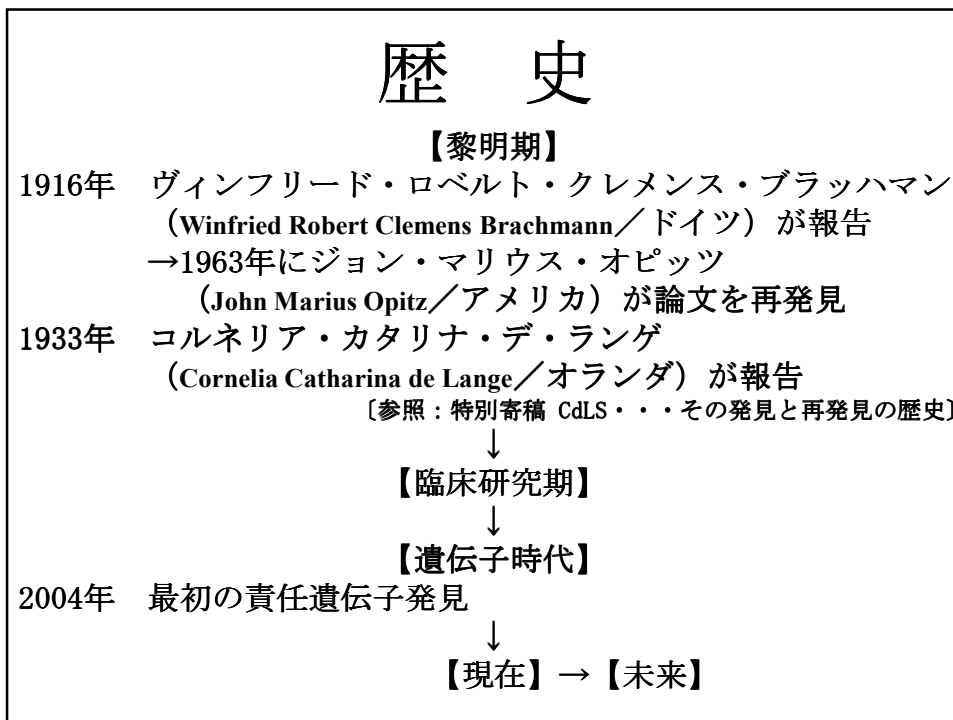 歴　史
【黎明期】
1916年　ヴィンフリード・ロベルト・クレメンス・ブラッハマン
（Winfried Robert Clemens Brachmann／ドイツ）が報告
→1963年にジョン・マリウス・オピッツ
（John Marius Opitz／アメリカ）が論文を再発見
1933年　コルネリア・カタリナ・デ・ランゲ
（Cornelia Catharina de Lange／オランダ）が報告
〔参照：特別寄稿 CdLS・・・その発見と再発照の歴史〕
↓
【臨床研究期】
↓
【遺伝子時代】
2004年　最初の責任遺伝子発見
↓
【現在】→【未来】